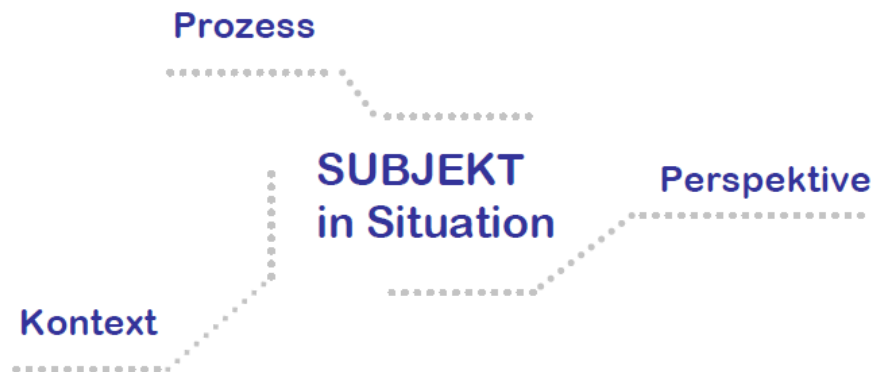 Prozess
SUBJEKT
in Situation
Perspektive
Kontext